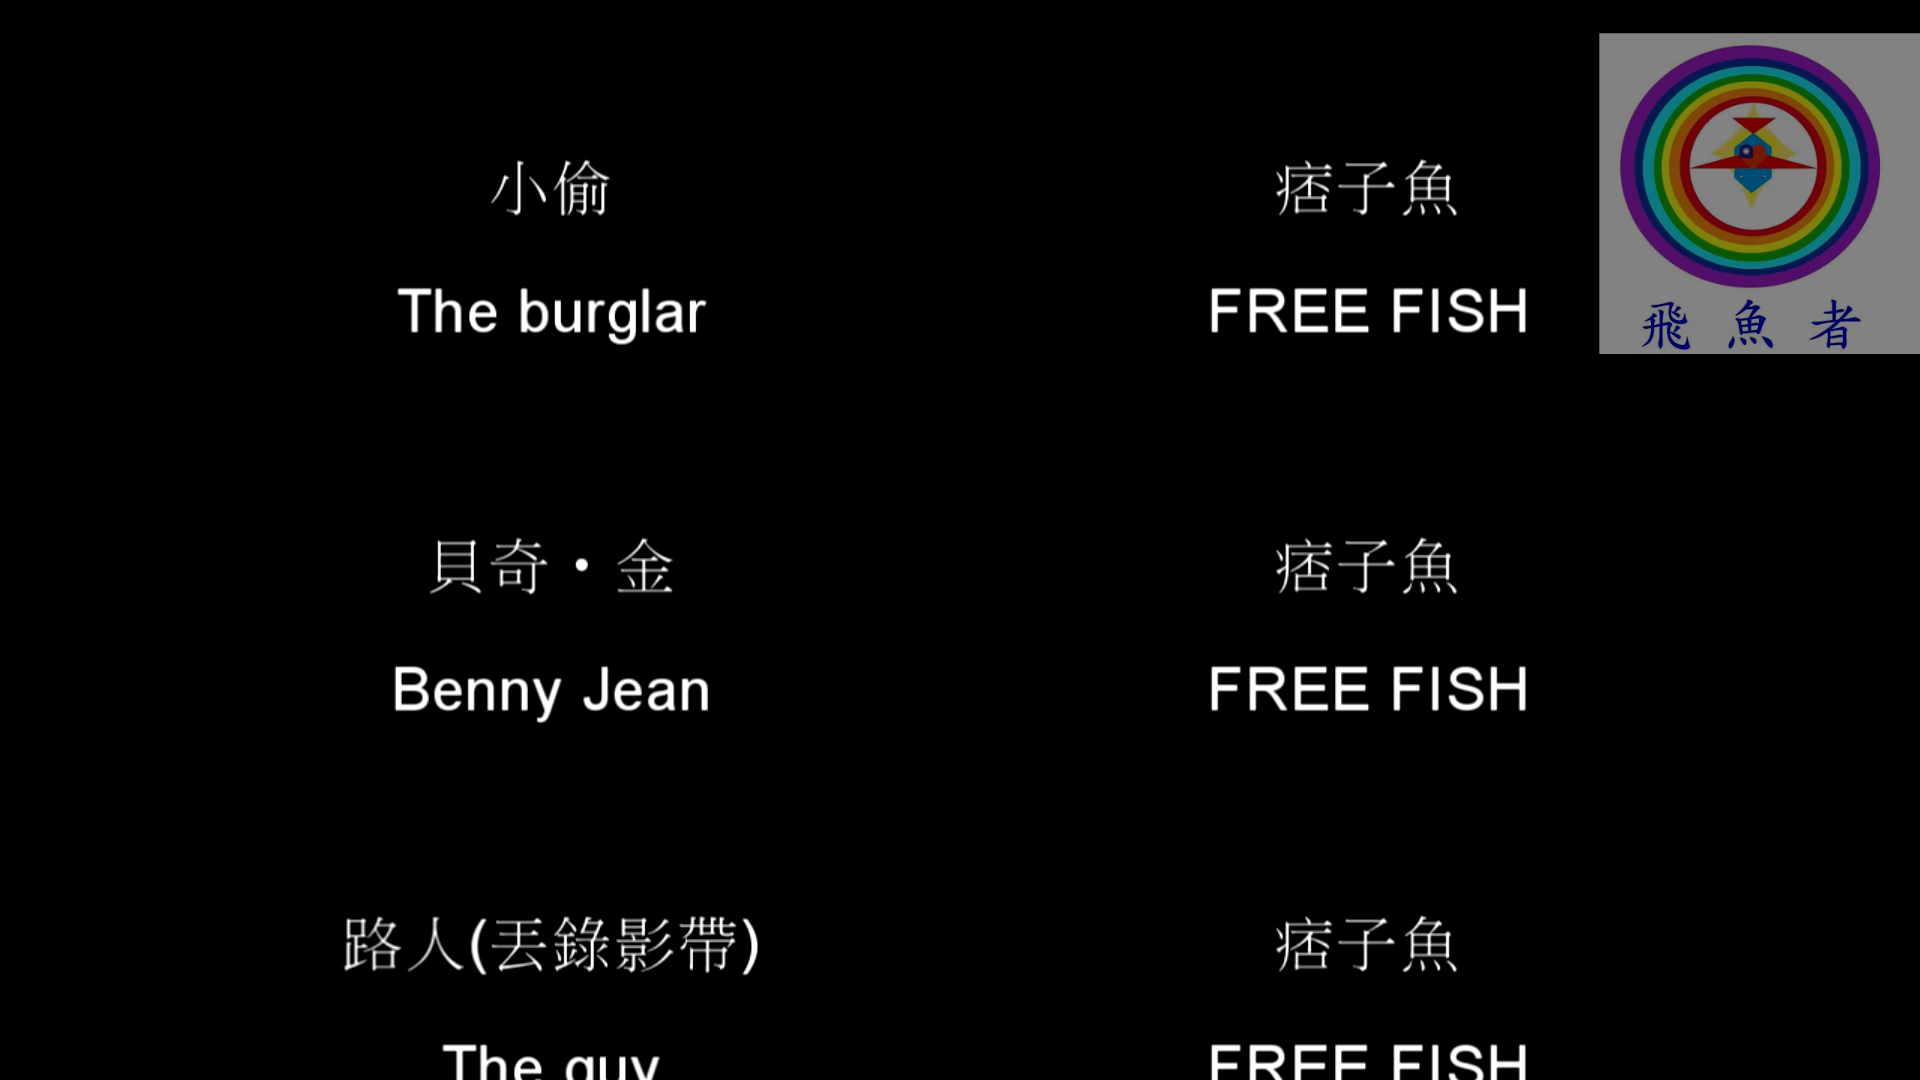 小偷 痞子魚
The burglar FREE FISH
貝奇・金 痞子魚
Benny Jean FREE FISH
路人(丟錄影帶) 痞子魚
The guy FREE FISH
飛魚者